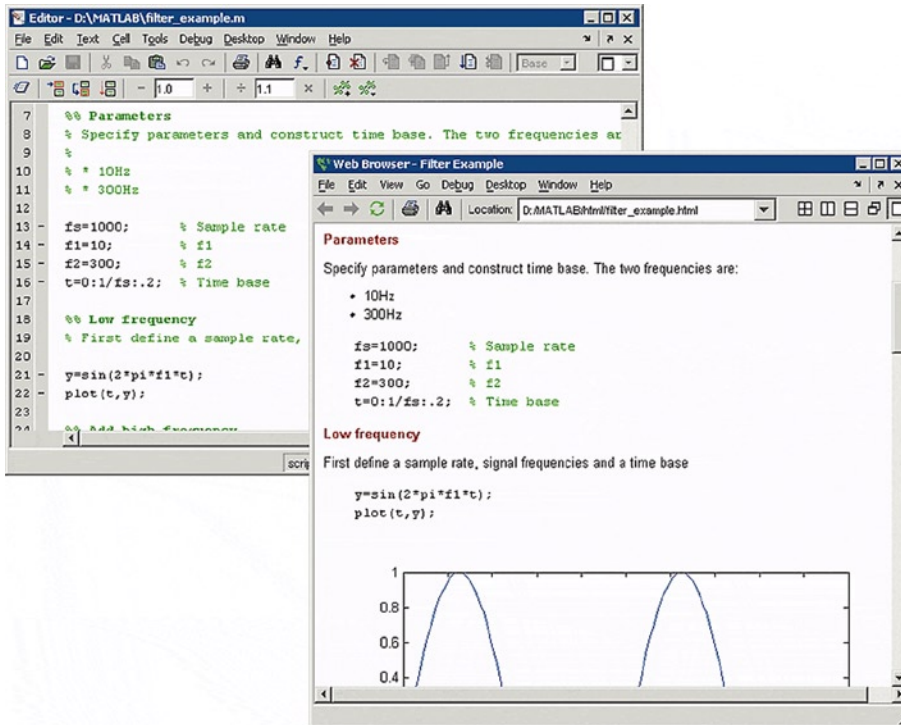 Editor - D:\MATLAB\filter_example.m
File Edit Text Cell Tools Debug Desktop Window Help
Base
1.0 + ÷ 1.1 ×
7 %% Parameters
8 % Specify parameters and construct time base. The two frequencies ar
9 %
10 % * 10Hz
11 % * 300Hz
12
13 - fs=1000; % Sample rate
14 - f1=10; % f1
15 - f2=300; % f2
16 - t=0:1/fs:.2; % Time base
17
18 %% Low frequency
19 % First define a sample rate,
20
21 - y=sin(2*pi*f1*t);
22 - plot(t,y);
23
24 %% Add high frequency
scrip
Web Browser - Filter Example
File Edit View Go Debug Desktop Window Help
Location: D:/MATLAB/html/filter_example.html
Parameters
Specify parameters and construct time base. The two frequencies are:
• 10Hz
• 300Hz
fs=1000; % Sample rate
f1=10; % f1
f2=300; % f2
t=0:1/fs:.2; % Time base
Low frequency
First define a sample rate, signal frequencies and a time base
y=sin(2*pi*f1*t);
plot(t,y);
1
0.8
0.6
0.4